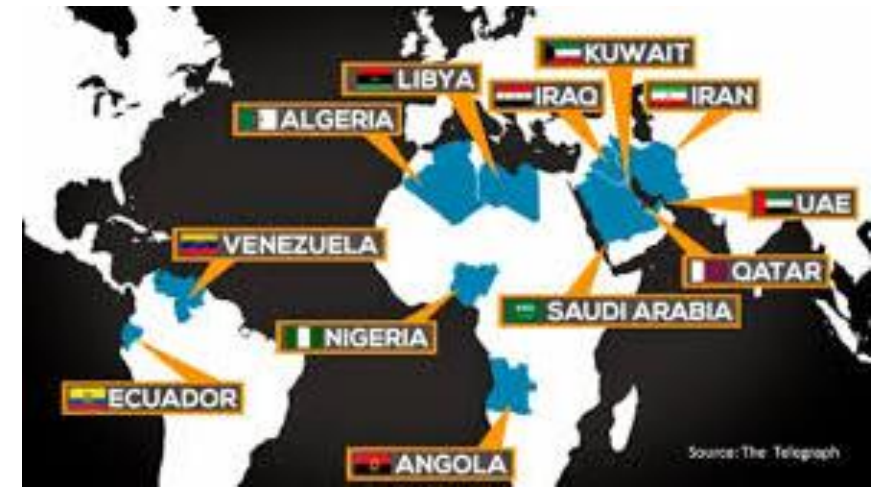 KUWAIT
LIBYA
IRAQ
IRAN
ALGERIA
UAE
VENEZUELA
QATAR
SAUDI ARABIA
NIGERIA
ECUADOR
ANGOLA
Source: The Telegraph